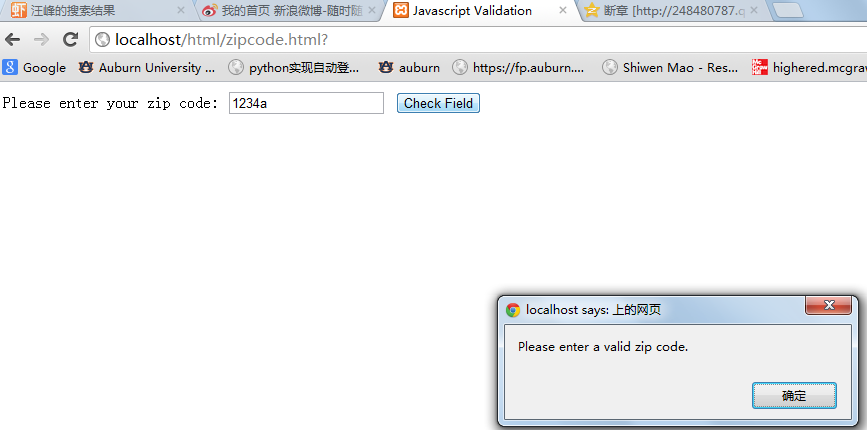 汪峰的搜索结果
我的首页 新浪微博-随时随
Javascript Validation
断章 [http://248480787.q
localhost/html/zipcode.html?
Google
Auburn University ...
python实现自动登...
auburn
https://fp.auburn....
Shiwen Mao - Res...
highered.mcgraw
Please enter your zip code:
1234a
Check Field
localhost says: 上的网页
Please enter a valid zip code.
确定